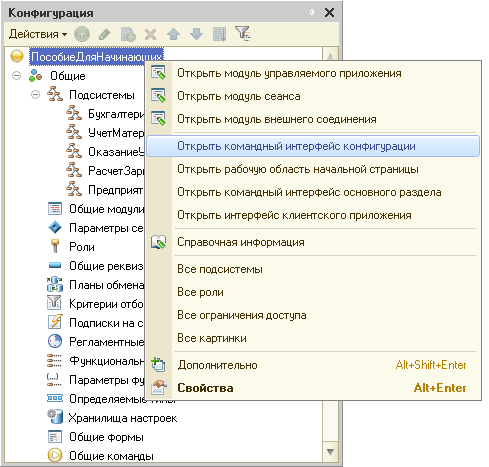 Конфигурация
Действия
ПособиеДляНачинающих
Общие
Подсистемы
Бухгалтери
УчетМатер
ОказаниеУ
РасчетЗар
Предприят
Общие модули
Параметры се
Роли
Общие реквиз
Планы обмена
Критерии отбо
Подписки на с
Регламентные
Функциональн
Параметры фу
Определяемые типы
Хранилища настроек
Общие формы
Общие команды
Открыть модуль управляемого приложения
Открыть модуль сеанса
Открыть модуль внешнего соединения
Открыть командный интерфейс конфигурации
Открыть рабочую область начальной страницы
Открыть командный интерфейс основного раздела
Открыть интерфейс клиентского приложения
Справочная информация
Все подсистемы
Все роли
Все ограничения доступа
Все картинки
Дополнительно Alt+Shift+Enter
Свойства Alt+Enter